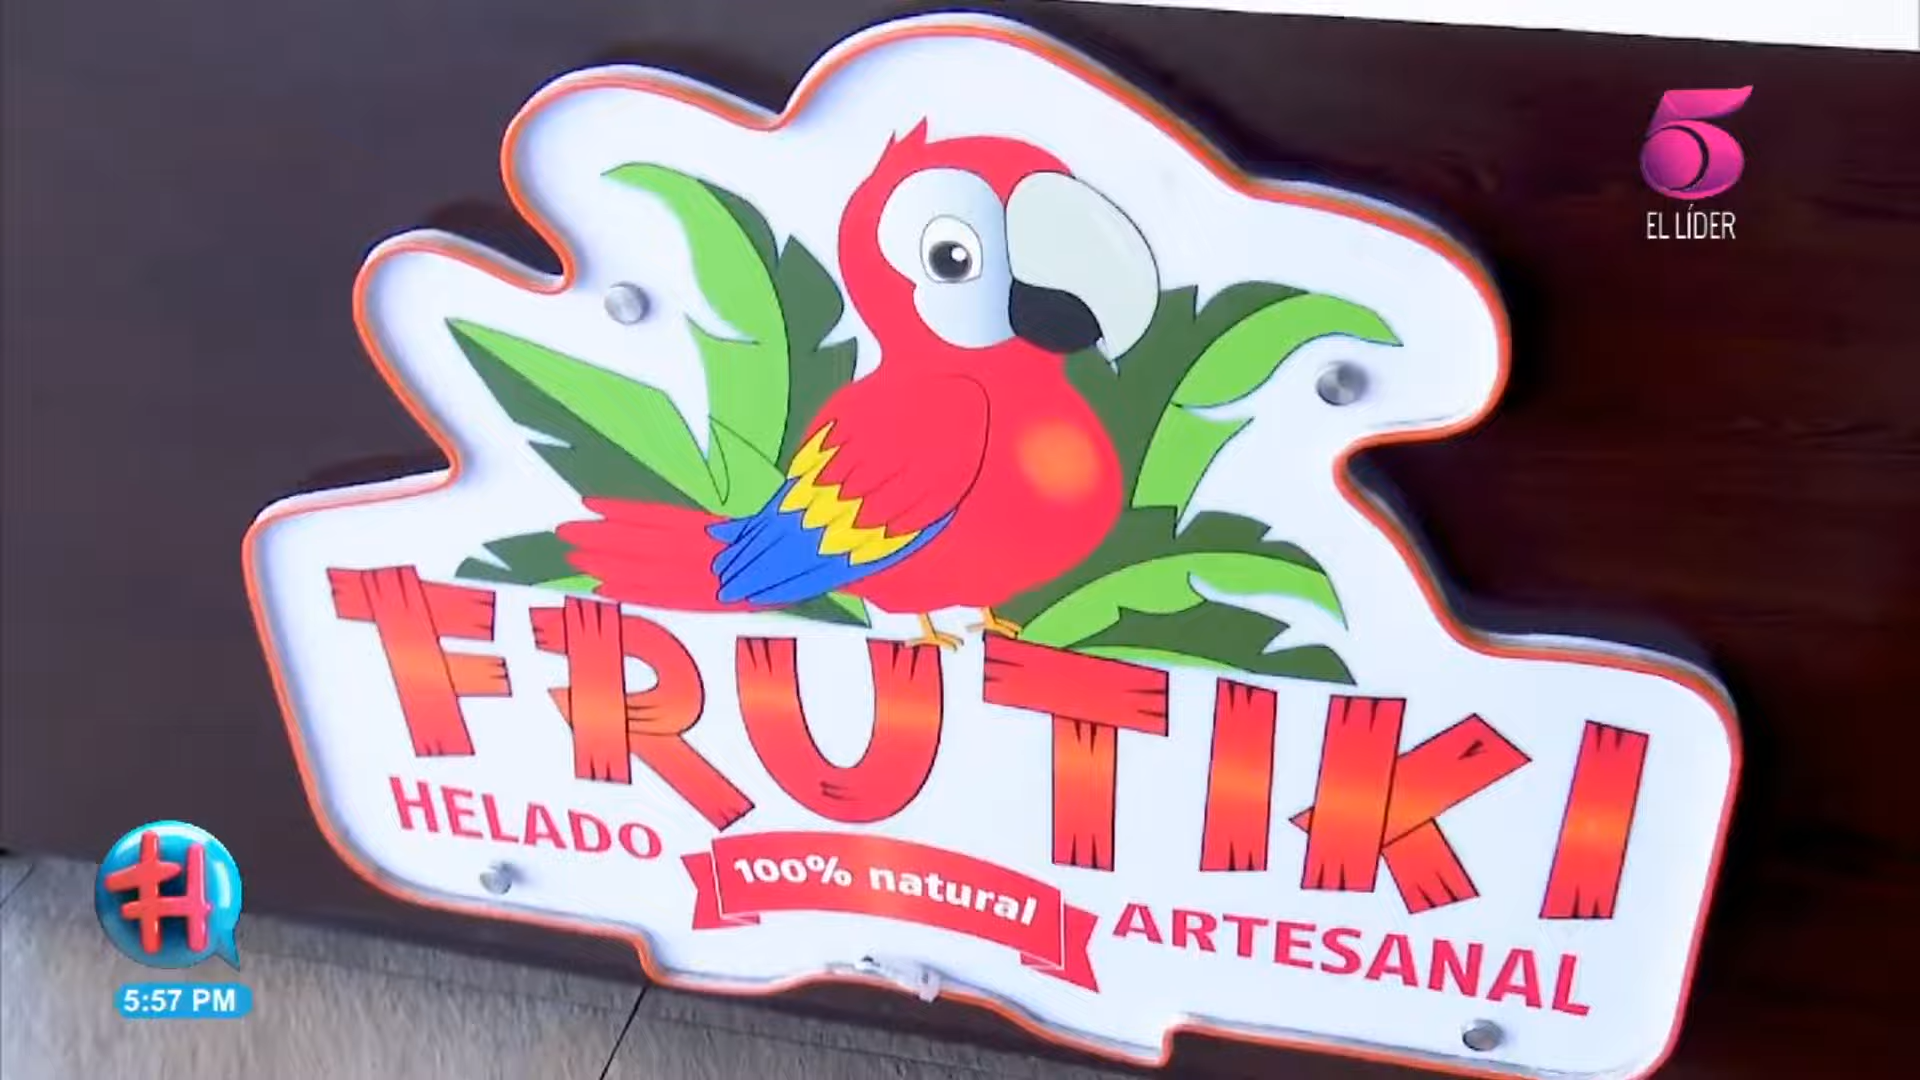 5
EL LÍDER
FRUTIKI
HELADO
100% natural
ARTESANAL
H
5:57 PM